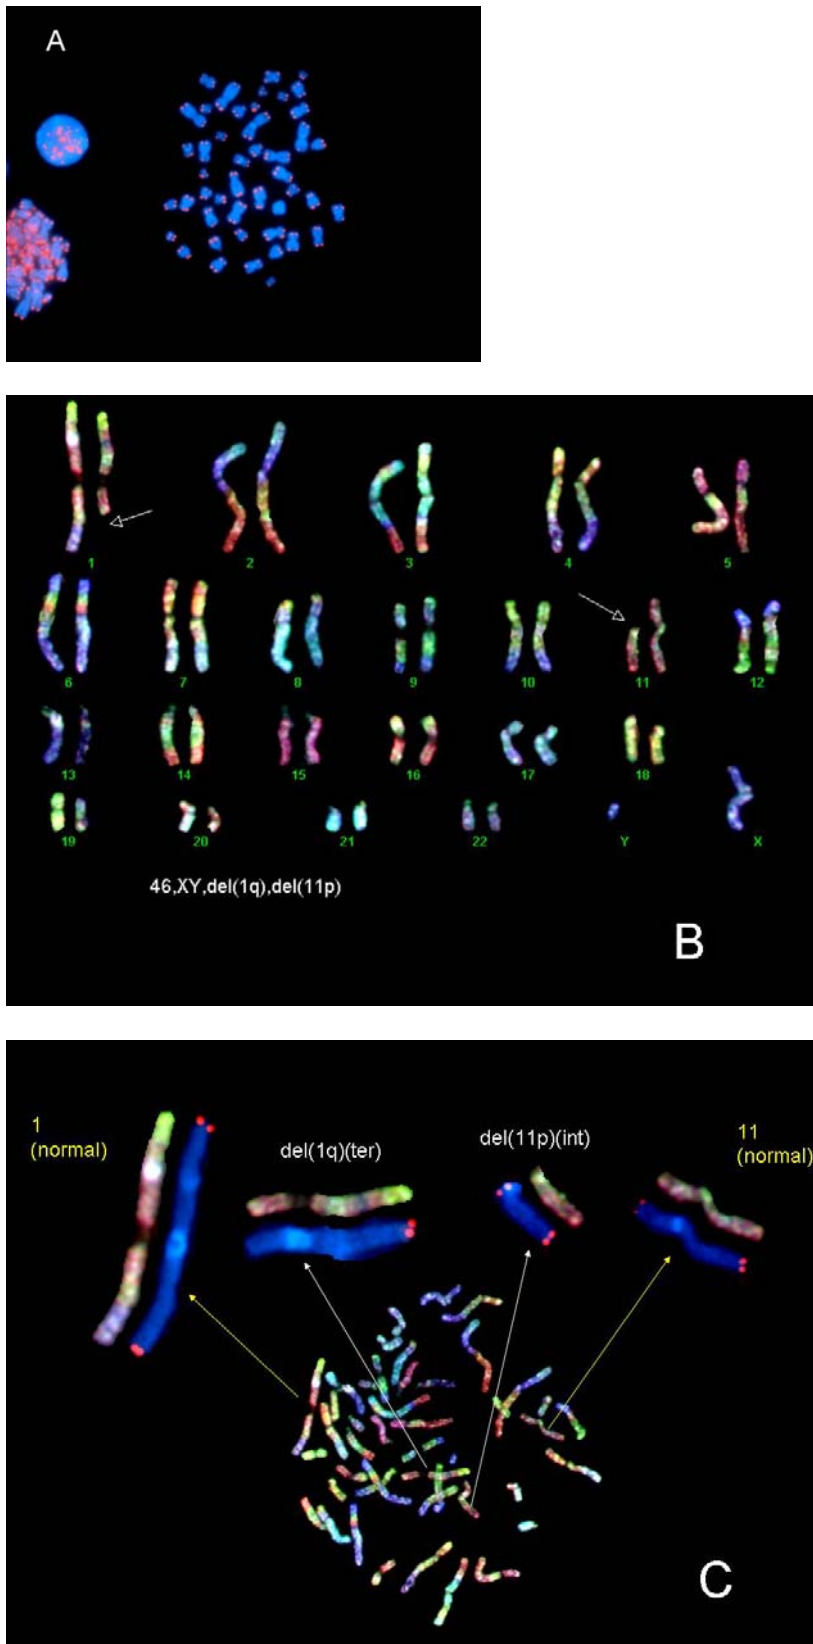 A
1
2
3
4
5
6
7
8
9
10
11
12
13
14
15
16
17
18
19
20
21
22
Y
X
46,XY,del(1q),del(11p)
B
1
(normal)
del(1q)(ter)
del(11p)(int)
11
(normal)
C